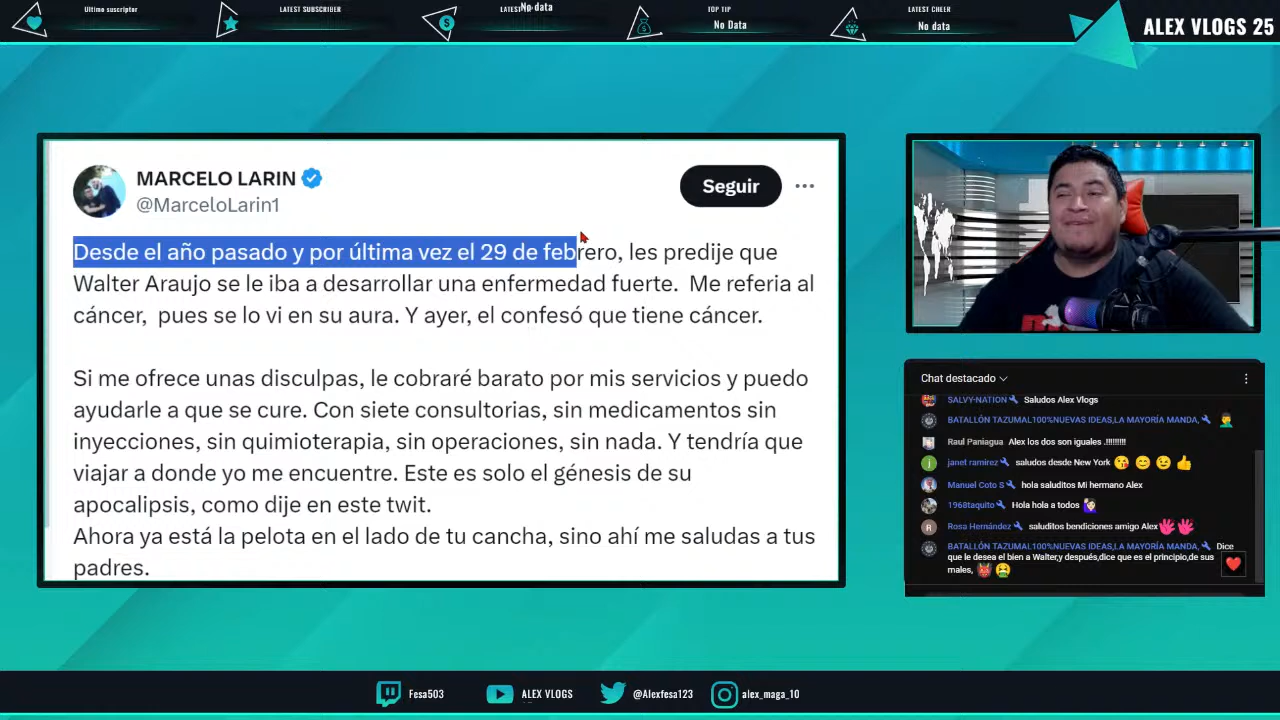 Ultimo suscriptor
LATEST SUBSCRIBER
LATEST
No data
TOP TIP
No Data
LATEST CHEER
No data
ALEX VLOGS 25
MARCELO LARIN
@MarceloLarin1
Seguir
Desde el año pasado y por última vez el 29 de febrero, les predije que
Walter Araujo se le iba a desarrollar una enfermedad fuerte. Me referia al
cáncer, pues se lo vi en su aura. Y ayer, el confesó que tiene cáncer.
Si me ofrece unas disculpas, le cobraré barato por mis servicios y puedo
ayudarle a que se cure. Con siete consultorias, sin medicamentos sin
inyecciones, sin quimioterapia, sin operaciones, sin nada. Y tendría que
viajar a donde yo me encuentre. Este es solo el génesis de su
apocalipsis, como dije en este twit.
Ahora ya está la pelota en el lado de tu cancha, sino ahí me saludas a tus
padres.
Chat destacado
SALVY-NATION Saludos Alex Vlogs
BATALLÓN TAZUMAL100%NUEVAS IDEAS,LA MAYORÍA MANDA,
Raul Paniagua Alex los dos son iguales .!!!!!!!!!
janet ramirez saludos desde New York
Manuel Coto S hola saluditos Mi hermano Alex
1968taquito Hola hola a todos
Rosa Hernández saluditos bendiciones amigo Alex
BATALLÓN TAZUMAL100%NUEVAS IDEAS,LA MAYORÍA MANDA, Dice
que le desea el bien a Walter,y después,dice que es el principio,de sus
males,
Fesa503
ALEX VLOGS
@Alexfesa123
alex_maga_10